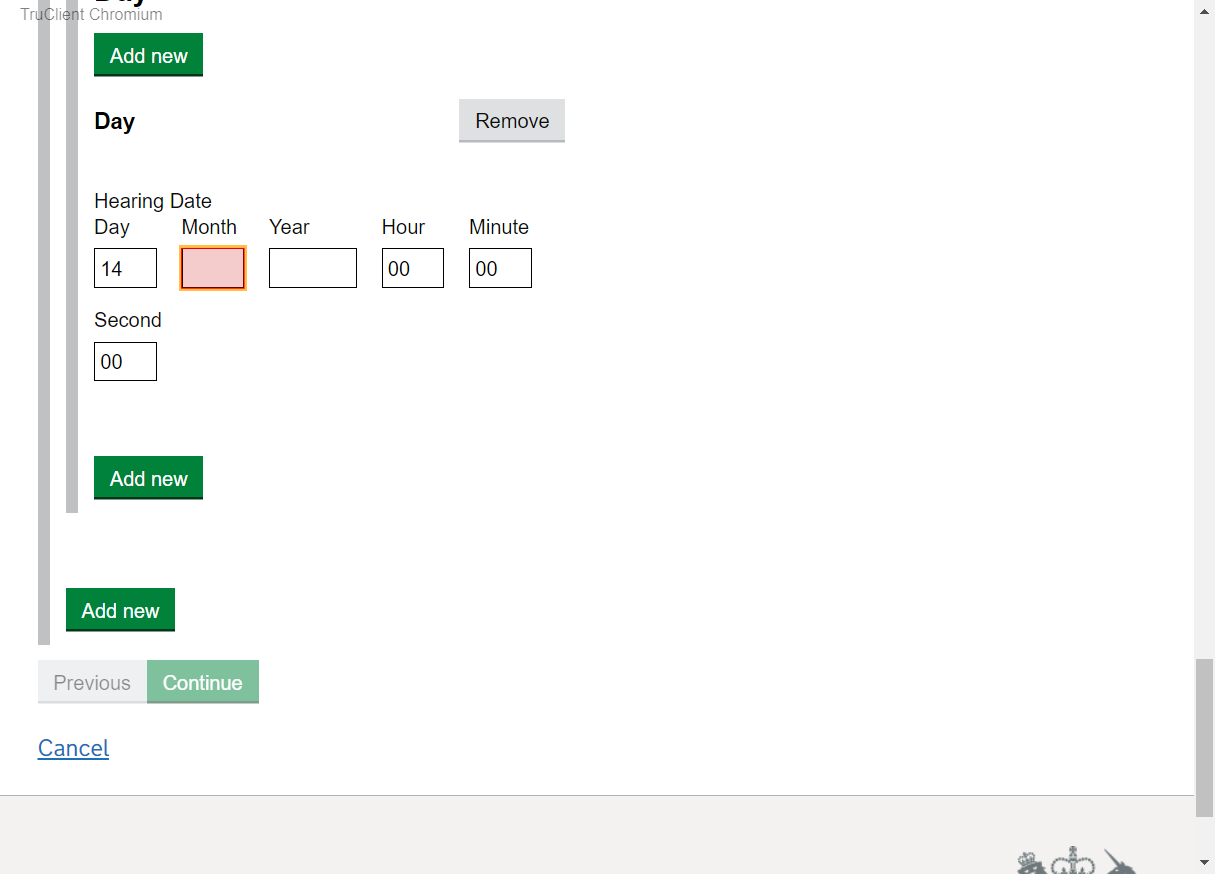 Day
TruClient Chromium
Add new
Day Remove
Hearing Date
Day Month Year Hour Minute
14 00 00
Second
00
Add new
Add new
Previous Continue
Cancel